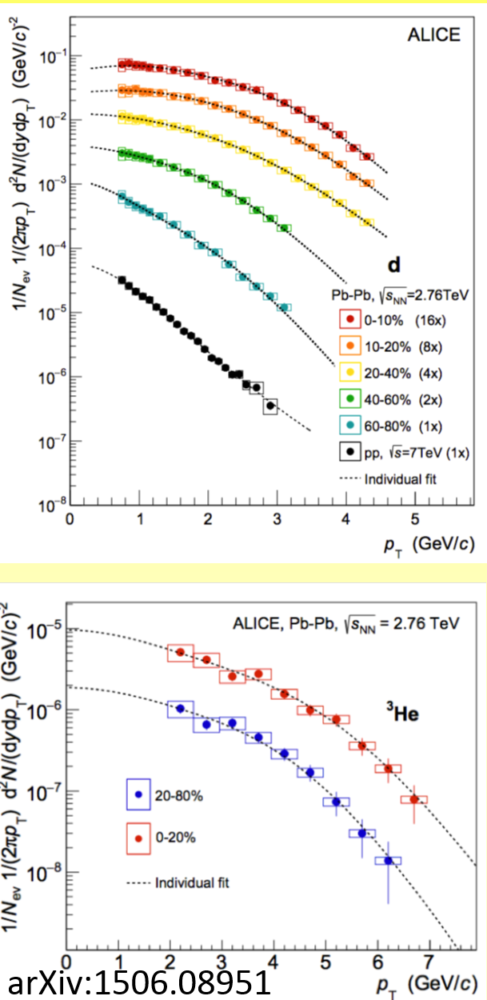 ALICE
1/N_ev 1/(2πp_T) d²N/(dydp_T) (GeV/c)⁻²
10⁻¹
10⁻²
10⁻³
10⁻⁴
10⁻⁵
10⁻⁶
10⁻⁷
10⁻⁸
d
Pb-Pb, √s_NN=2.76TeV
0-10% (16x)
10-20% (8x)
20-40% (4x)
40-60% (2x)
60-80% (1x)
pp, √s=7TeV (1x)
Individual fit
0 1 2 3 4 5
p_T (GeV/c)
ALICE, Pb-Pb, √s_NN = 2.76 TeV
1/N_ev 1/(2πp_T) d²N/(dydp_T) (GeV/c)⁻²
10⁻⁵
10⁻⁶
10⁻⁷
10⁻⁸
³He
20-80%
0-20%
Individual fit
0 1 2 3 4 5 6 7
p_T (GeV/c)
arXiv:1506.08951